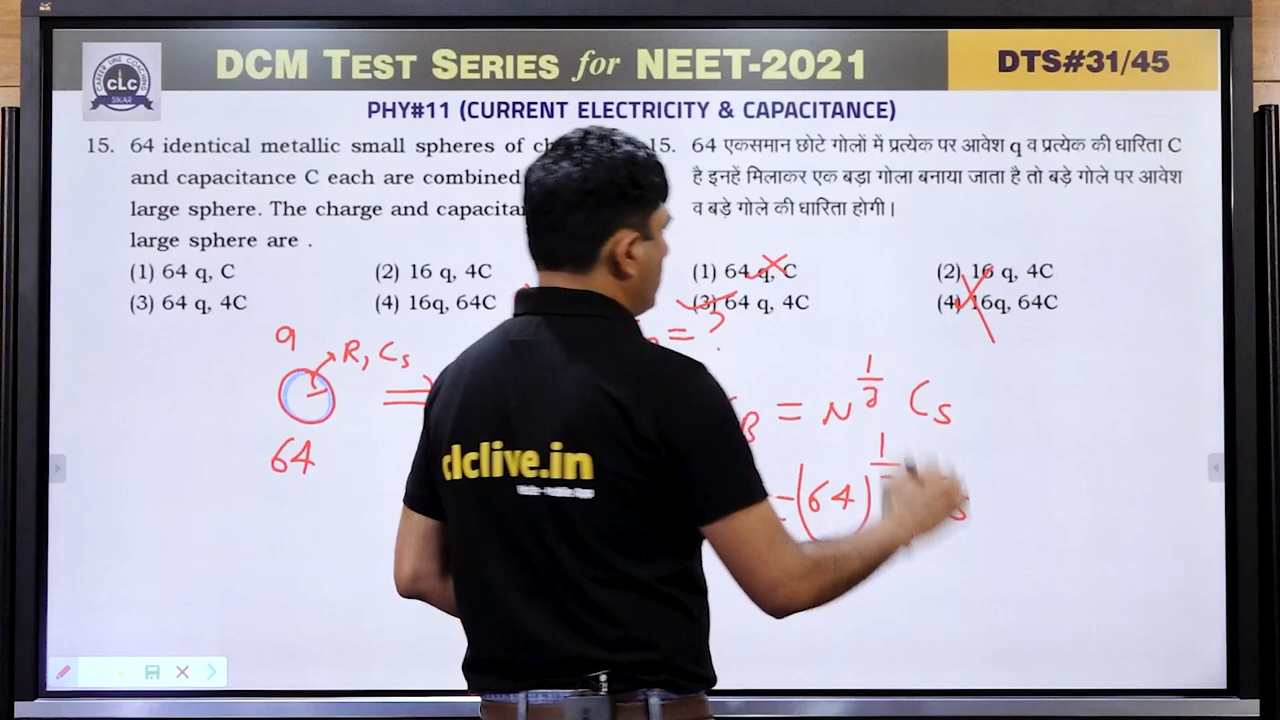 DCM TEST SERIES for NEET-2021
DTS#31/45
CAREER LINE COACHING
CLC
SIKAR
PHY#11 (CURRENT ELECTRICITY & CAPACITANCE)
15. 64 identical metallic small spheres of
and capacitance C each are combined
large sphere. The charge and
large sphere are .
(1) 64 q, C (2) 16 q, 4C
(3) 64 q, 4C (4) 16q, 64C
15. 64 एकसमान छोटे गोलों में प्रत्येक पर आवेश q व प्रत्येक की धारिता C
है इनहें मिलाकर एक बड़ा गोला बनाया जाता है तो बड़े गोले पर आवेश
व बड़े गोले की धारिता होगी।
(1) 64 q, C (2) 16 q, 4C
(3) 64 q, 4C (4) 16q, 64C
q
R, Cs
64
= ?
B = N^1/3 Cs
= (64)^1
clclive.in